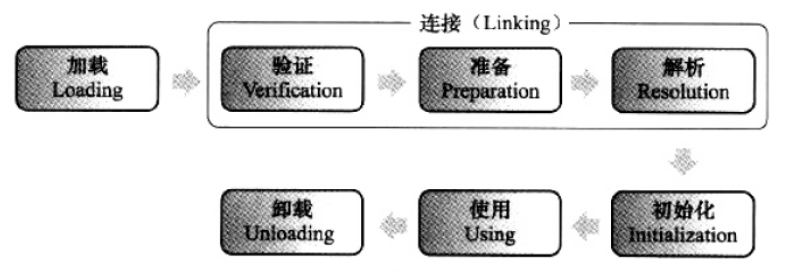 连接（Linking）
加载
Loading
验证
Verification
准备
Preparation
解析
Resolution
初始化
Initialization
使用
Using
卸载
Unloading